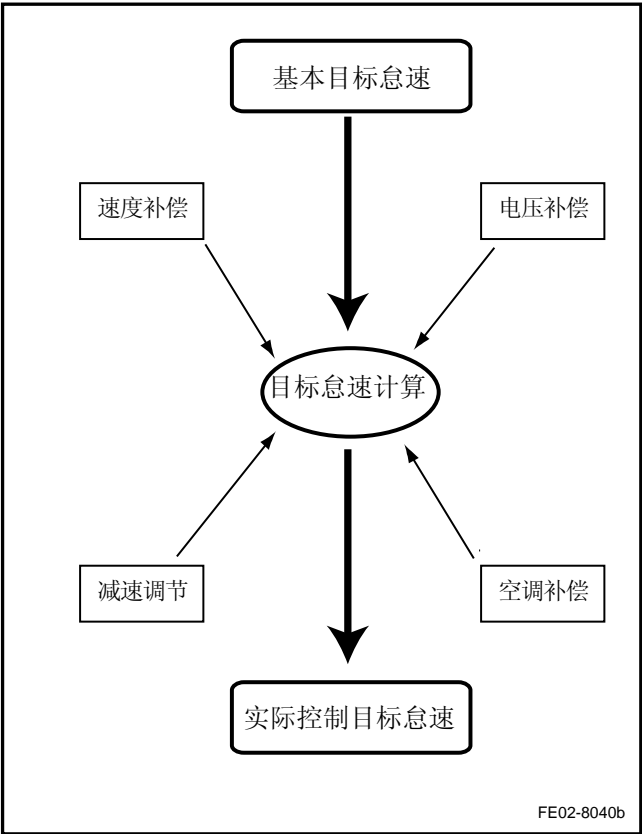 基本目标怠速
速度补偿
电压补偿
目标怠速计算
减速调节
空调补偿
实际控制目标怠速
FE02-8040b